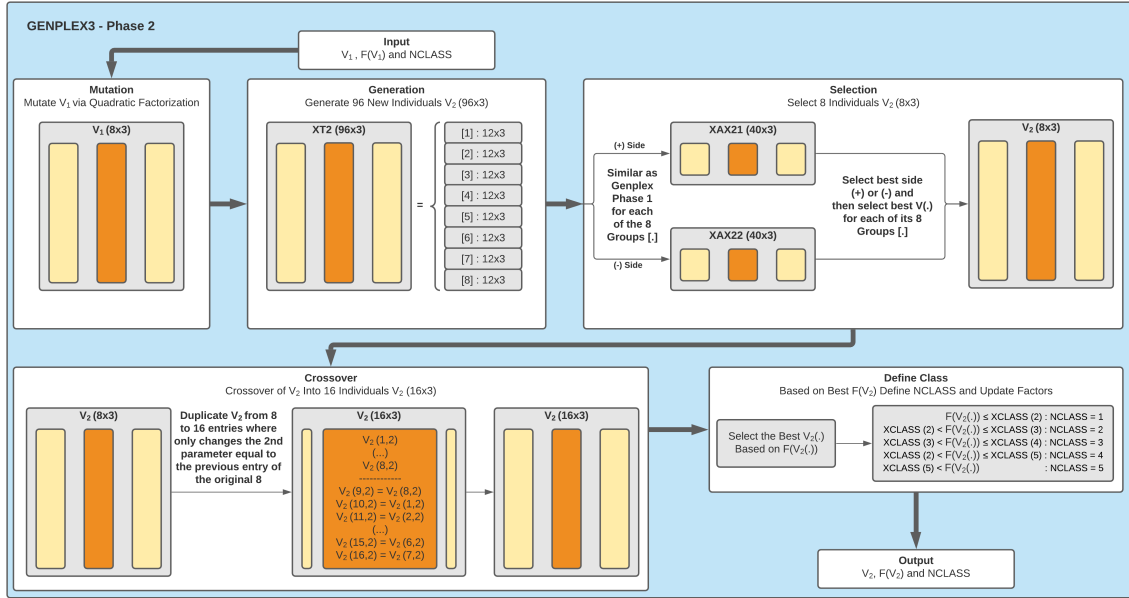 GENPLEX3 - Phase 2
Input
V₁ , F(V₁) and NCLASS
Mutation
Mutate V₁ via Quadratic Factorization
V₁ (8x3)
Generation
Generate 96 New Individuals V₂ (96x3)
XT2 (96x3)
=
[1] : 12x3
[2] : 12x3
[3] : 12x3
[4] : 12x3
[5] : 12x3
[6] : 12x3
[7] : 12x3
[8] : 12x3
Selection
Select 8 Individuals V₂ (8x3)
(+) Side
Similar as
Genplex
Phase 1
for each
of the 8
Groups [.]
(-) Side
XAX21 (40x3)
XAX22 (40x3)
Select best side
(+) or (-) and
then select best V(.)
for each of its 8
Groups [.]
V₂ (8x3)
Crossover
Crossover of V₂ Into 16 Individuals V₂ (16x3)
V₂ (8x3)
Duplicate V₂ from 8
to 16 entries where
only changes the 2nd
parameter equal to
the previous entry of
the original 8
V₂ (16x3)
V₂ (1,2)
(...)
V₂ (8,2)
------------
V₂ (9,2) = V₂ (8,2)
V₂ (10,2) = V₂ (1,2)
V₂ (11,2) = V₂ (2,2)
(...)
V₂ (15,2) = V₂ (6,2)
V₂ (16,2) = V₂ (7,2)
V₂ (16x3)
Define Class
Based on Best F(V₂) Define NCLASS and Update Factors
Select the Best V₂(.)
Based on F(V₂(.))
F(V₂(.)) ≤ XCLASS (2) : NCLASS = 1
XCLASS (2) < F(V₂(.)) ≤ XCLASS (3) : NCLASS = 2
XCLASS (3) < F(V₂(.)) ≤ XCLASS (4) : NCLASS = 3
XCLASS (2) < F(V₂(.)) ≤ XCLASS (5) : NCLASS = 4
XCLASS (5) < F(V₂(.)) : NCLASS = 5
Output
V₂, F(V₂) and NCLASS